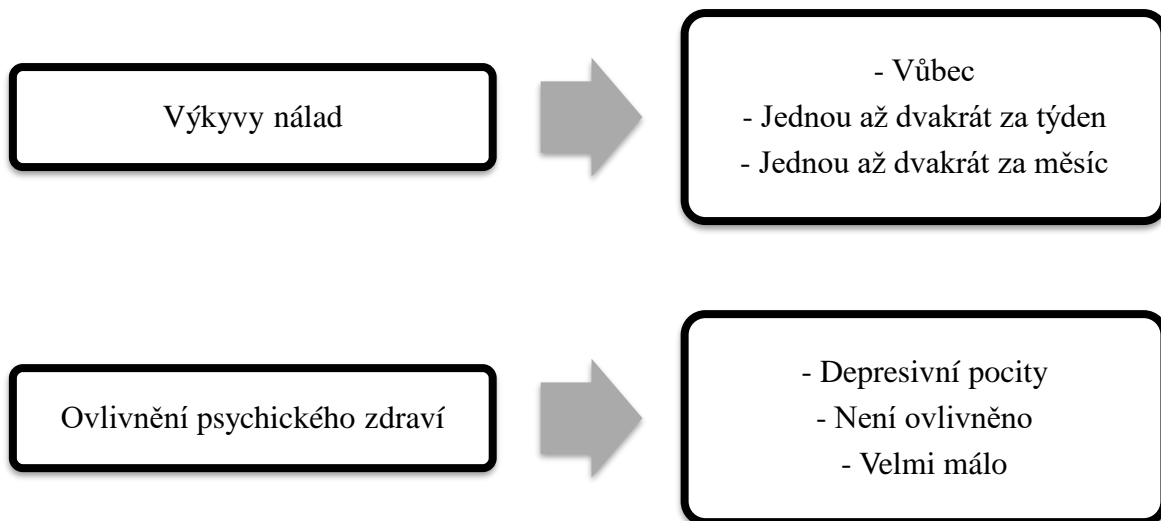 Výkyvy nálad
- Vůbec
- Jednou až dvakrát za týden
- Jednou až dvakrát za měsíc
Ovlivnění psychického zdraví
- Depresivní pocity
- Není ovlivněno
- Velmi málo